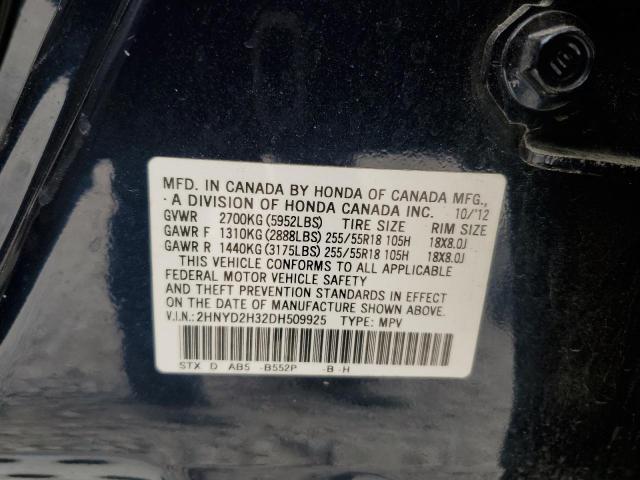 MFD. IN CANADA BY HONDA OF CANADA MFG.,
A DIVISION OF HONDA CANADA INC. 10/'12
GVWR 2700KG (5952LBS) TIRE SIZE RIM SIZE
GAWR F 1310KG (2888LBS) 255/55R18 105H 18X8.0J
GAWR R 1440KG (3175LBS) 255/55R18 105H 18X8.0J
THIS VEHICLE CONFORMS TO ALL APPLICABLE
FEDERAL MOTOR VEHICLE SAFETY
AND THEFT PREVENTION STANDARDS IN EFFECT
ON THE DATE OF MANUFACTURE SHOWN ABOVE.
V.I.N.: 2HNYD2H32DH509925 TYPE: MPV
STX D AB5 -B552P -B -H